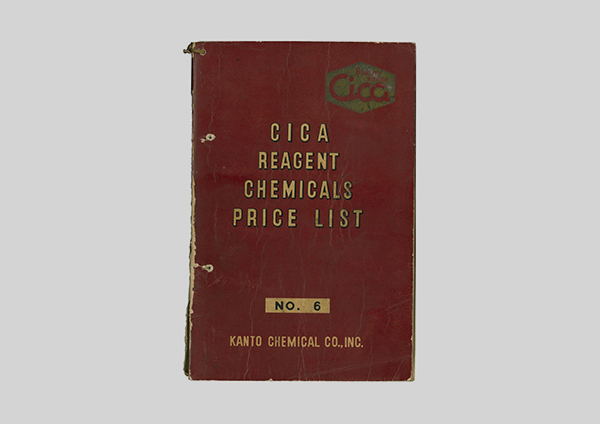 Cica
CICA
REAGENT
CHEMICALS
PRICE LIST
NO. 6
KANTO CHEMICAL CO., INC.